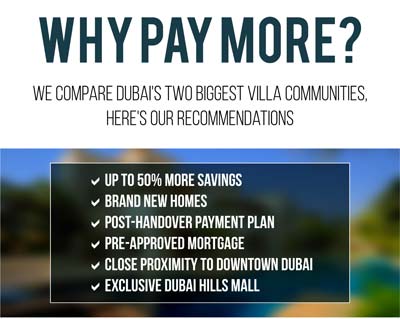 WHY PAY MORE?
WE COMPARE DUBAI'S TWO BIGGEST VILLA COMMUNITIES,
HERE'S OUR RECOMMENDATIONS
UP TO 50% MORE SAVINGS
BRAND NEW HOMES
POST-HANDOVER PAYMENT PLAN
PRE-APPROVED MORTGAGE
CLOSE PROXIMITY TO DOWNTOWN DUBAI
EXCLUSIVE DUBAI HILLS MALL